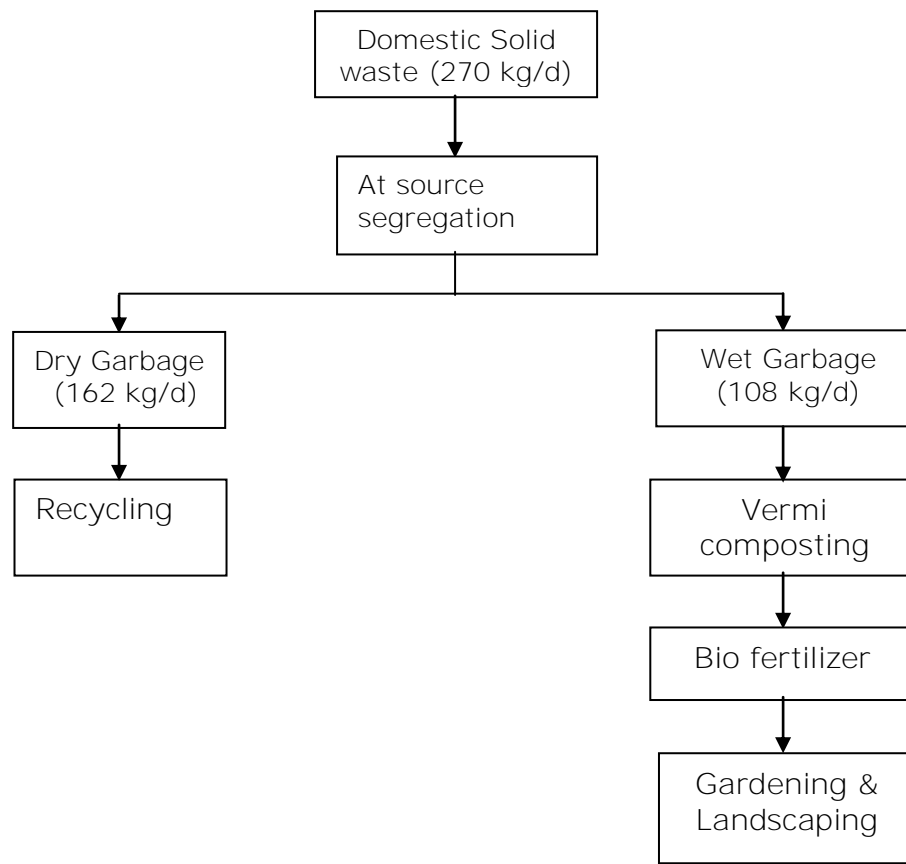 Domestic Solid
waste (270 kg/d)
At source
segregation
Dry Garbage
(162 kg/d)
Wet Garbage
(108 kg/d)
Recycling
Vermi
composting
Bio fertilizer
Gardening &
Landscaping